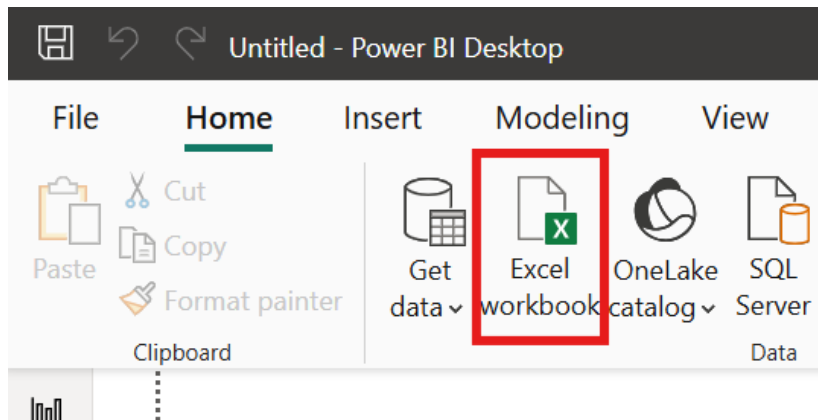 Untitled - Power BI Desktop
File Home Insert Modeling View
Paste
Cut
Copy
Format painter
Clipboard
Get
data
Excel
workbook
OneLake
catalog
SQL
Server
Data